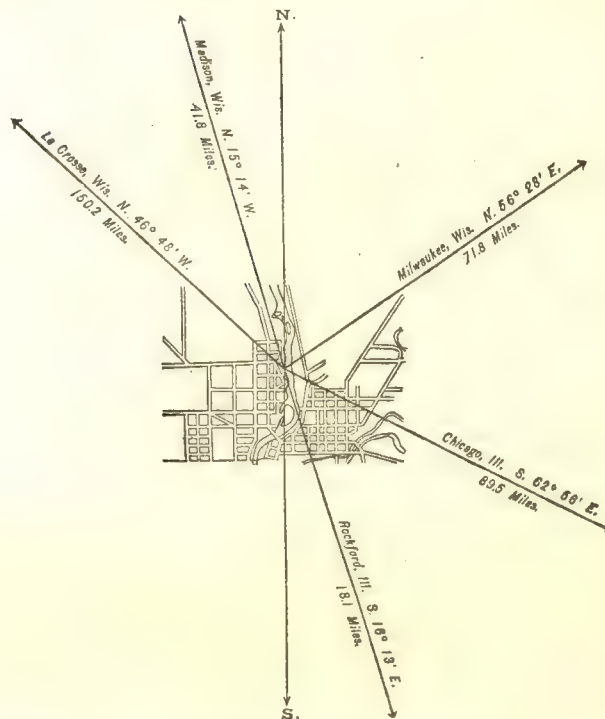 N.
Madison, Wis. N. 15° 14' W.
41.8 Miles.
La Crosse, Wis. N. 46° 48' W.
150.2 Miles.
Milwaukee, Wis. N. 56° 28' E.
71.8 Miles.
Chicago, Ill. S. 62° 56' E.
89.5 Miles.
Rockford, Ill. S. 16° 13' E.
18.1 Miles.
S.